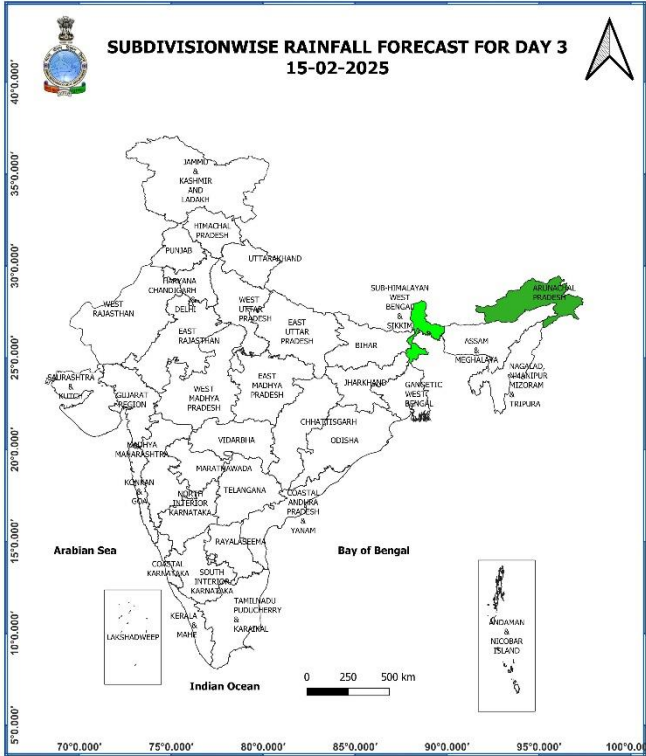 SUBDIVISIONWISE RAINFALL FORECAST FOR DAY 3
15-02-2025
40°0.000'
35°0.000'
30°0.000'
25°0.000'
20°0.000'
15°0.000'
10°0.000'
5°0.000'
JAMMU
&
KASHMIR
AND
LADAKH
HIMACHAL
PRADESH
PUNJAB
UTTARAKHAND
HARYANA
CHANDIGARH
&
DELHI
WEST
RAJASTHAN
WEST
UTTAR
PRADESH
EAST
RAJASTHAN
EAST
UTTAR
PRADESH
SUB-HIMALAYAN
WEST
BENGAL
&
SIKKIM
ARUNACHAL
PRADESH
BIHAR
ASSAM
&
MEGHALAYA
NAGALAD,
MANIPUR
MIZORAM
&
TRIPURA
SAURASHTRA
&
KUTCH
GUJARAT
REGION
WEST
MADHYA
PRADESH
EAST
MADHYA
PRADESH
JHARKHAND
GANGETIC
WEST
BENGAL
CHHATTISGARH
ODISHA
VIDARBHA
MADHYA
MAHARASHTRA
MARATHAWADA
KONKAN
&
GOA
NORTH
INTERIOR
KARNATAKA
TELANGANA
COASTAL
ANDHRA
PRADESH
&
YANAM
RAYALASEEMA
Arabian Sea
Bay of Bengal
COASTAL
KARNATAKA
SOUTH
INTERIOR
KARNATAKA
TAMILNADU
PUDUCHERRY
&
KARAIKAL
KERALA
&
MAHE
LAKSHADWEEP
ANDAMAN
&
NICOBAR
ISLAND
Indian Ocean
0 250 500 km
70°0.000' 75°0.000' 80°0.000' 85°0.000' 90°0.000' 95°0.000' 100°0.0